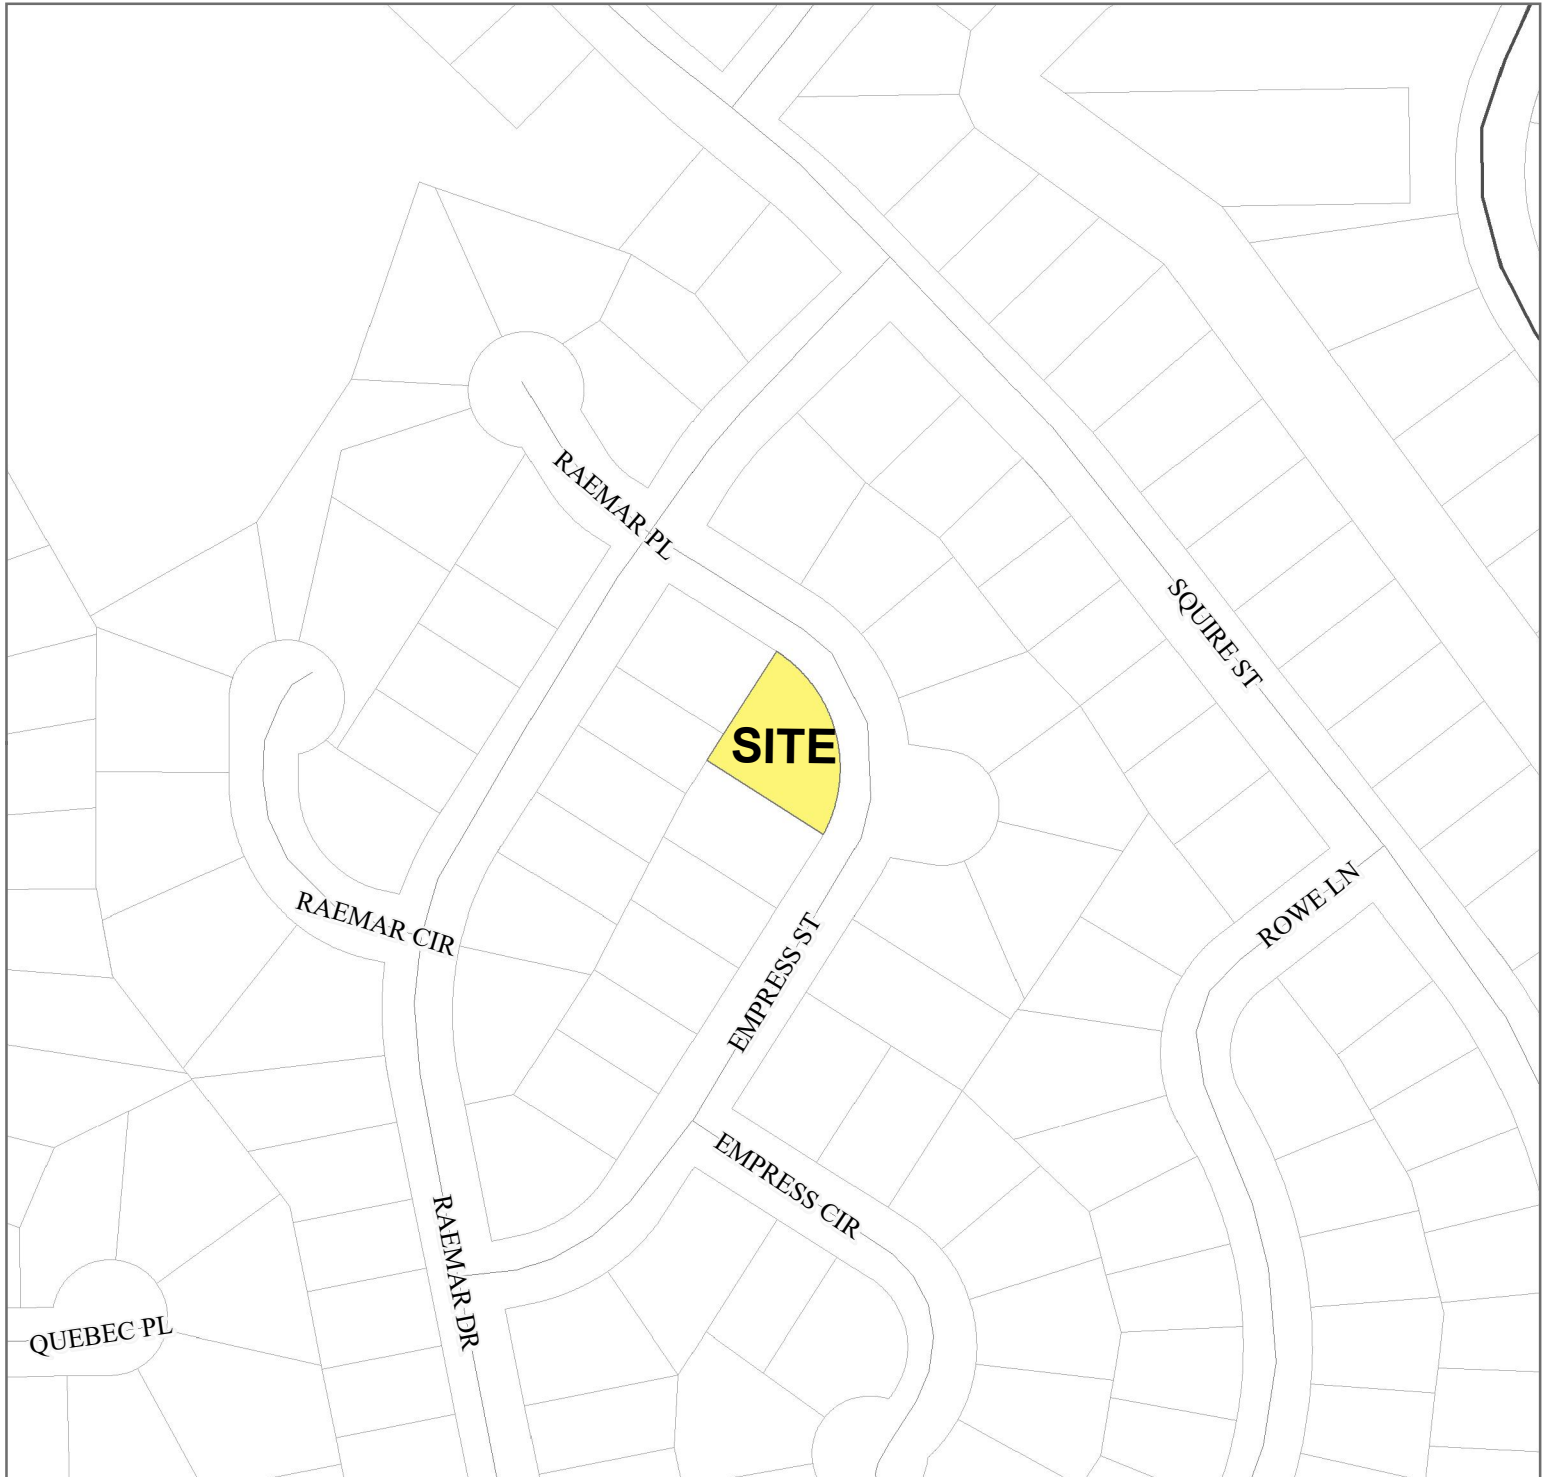 RAEMAR PL
SQUIRE ST
SITE
ROWE LN
RAEMAR CIR
EMPRESS ST
EMPRESS CIR
RAEMAR DR
QUEBEC PL